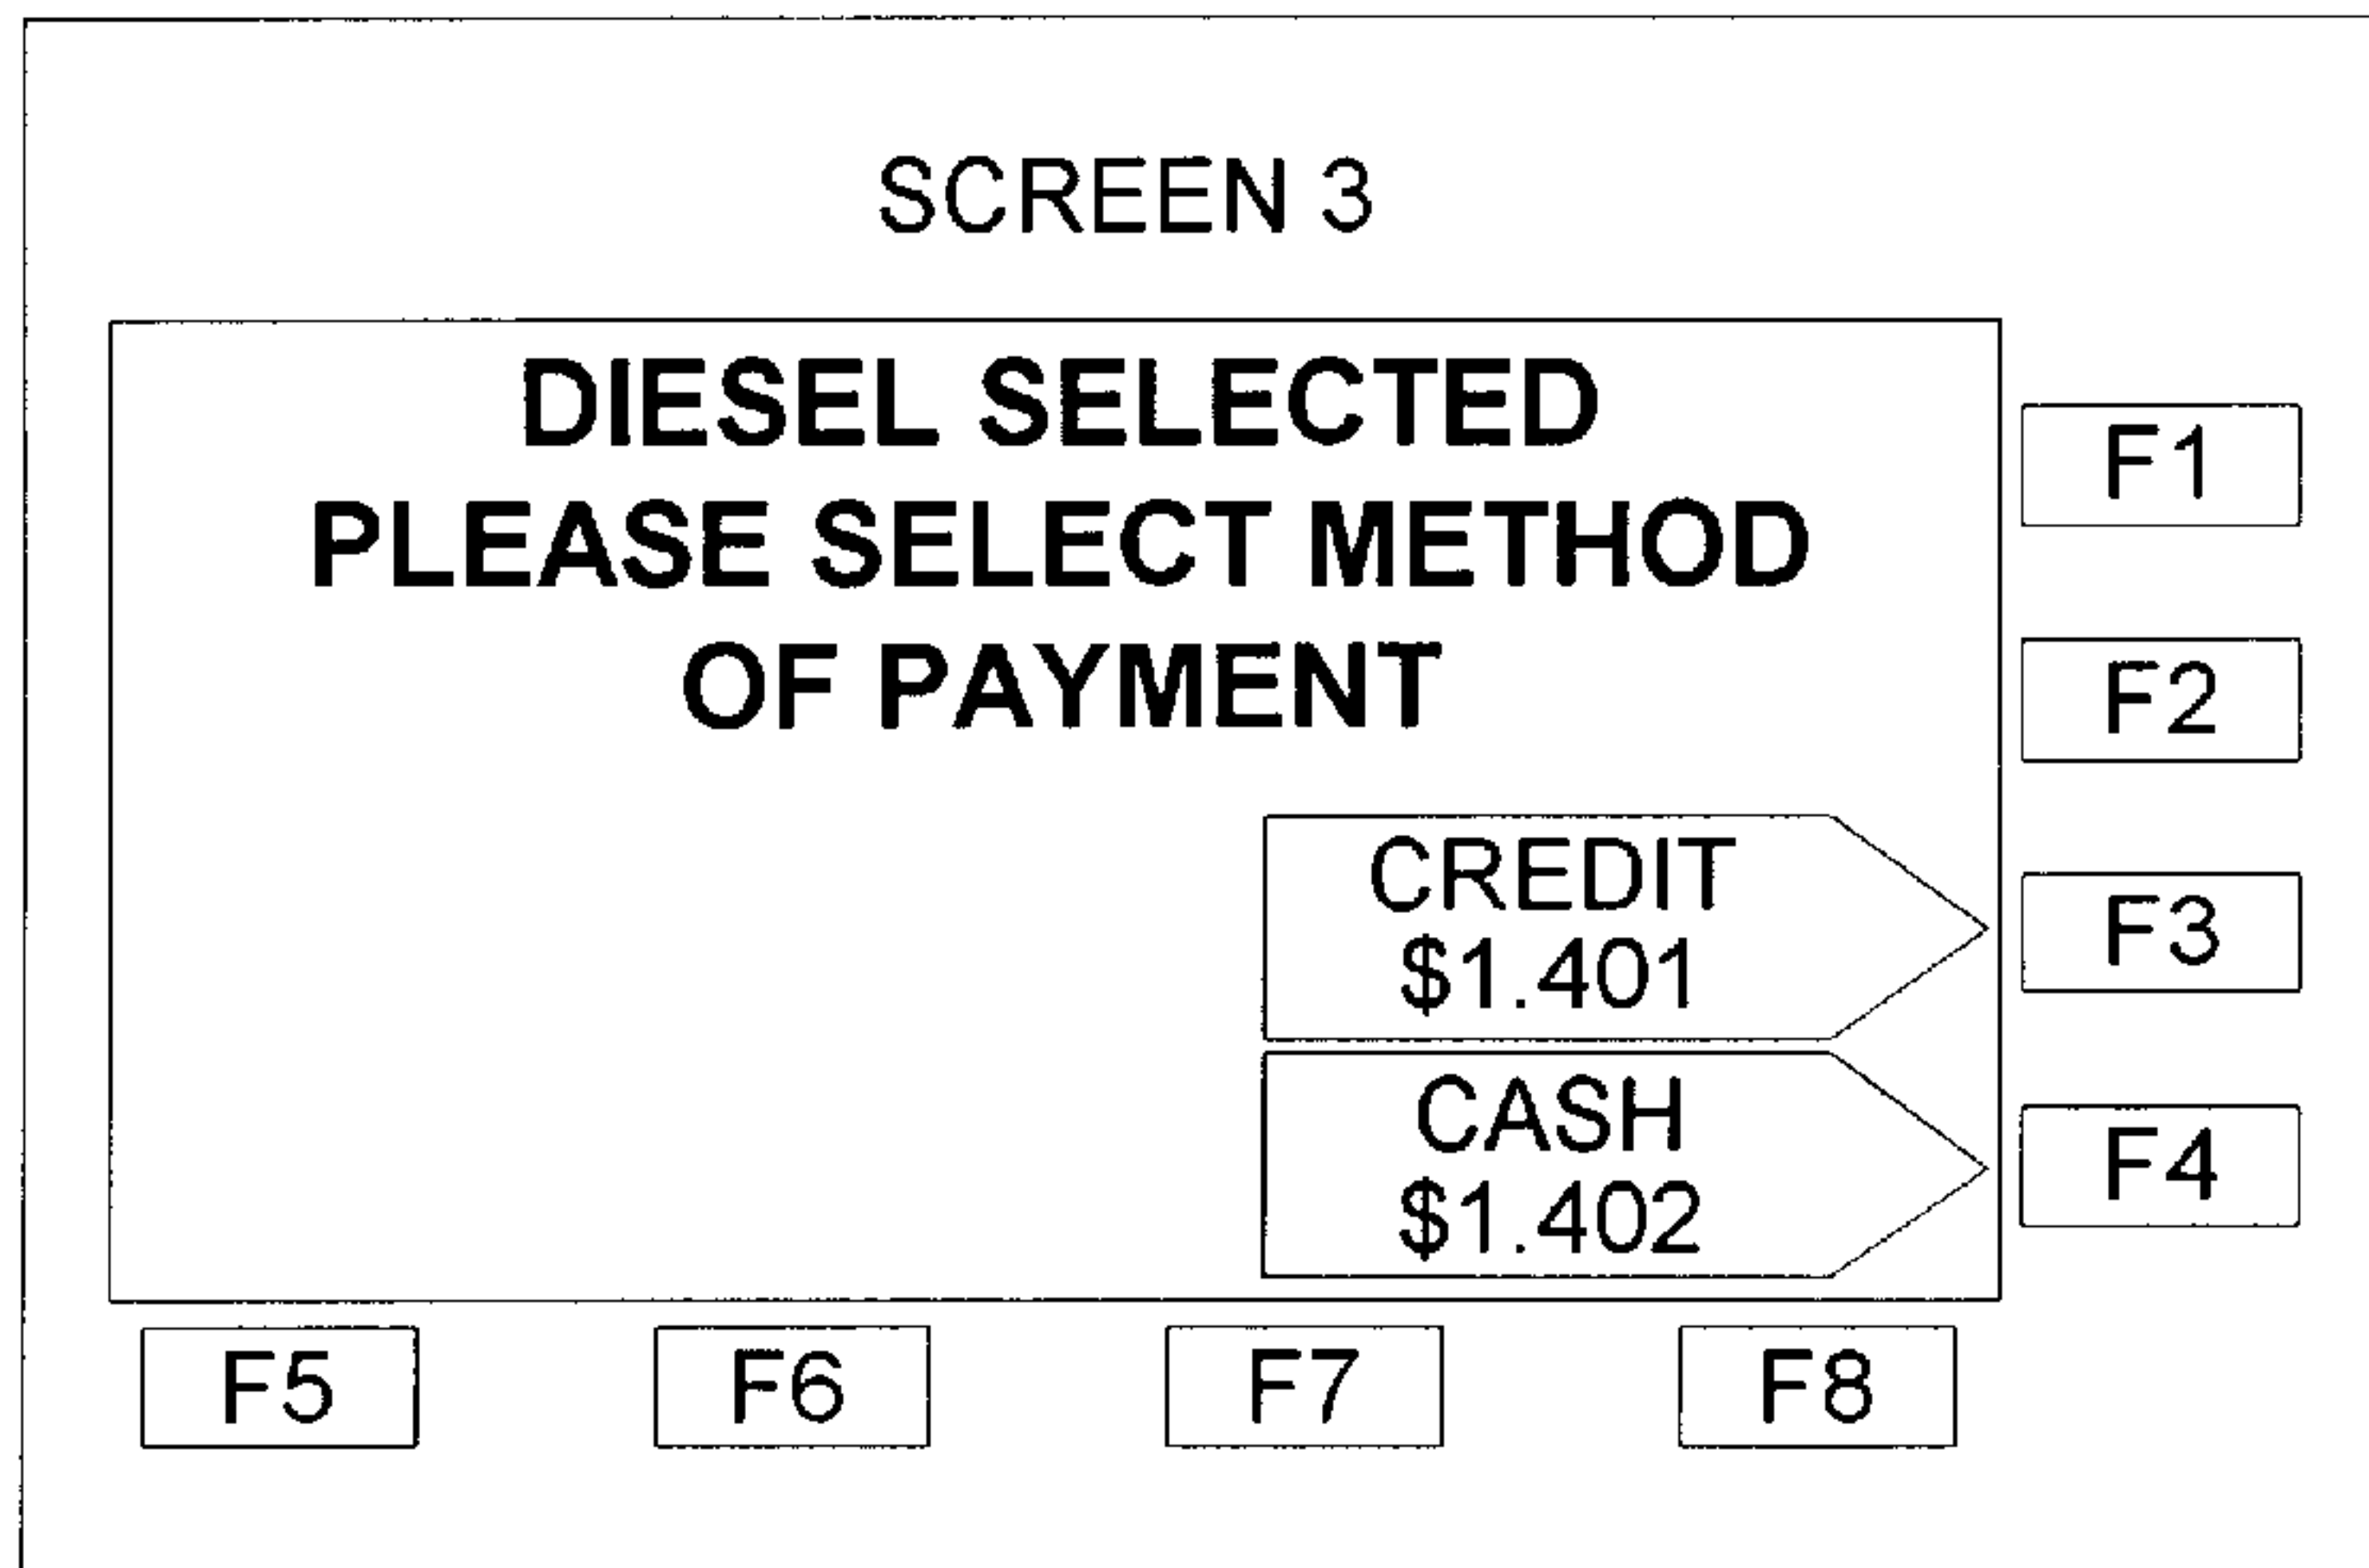 SCREEN 3
DIESEL SELECTED
PLEASE SELECT METHOD
OF PAYMENT
F1
F2
CREDIT
$1.401
F3
CASH
$1.402
F4
F5 F6 F7 F8